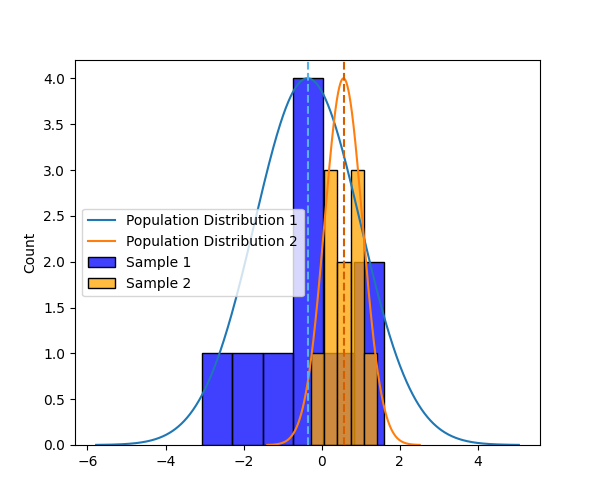 4.0
3.5
3.0
2.5
2.0
1.5
1.0
0.5
0.0
Count
Population Distribution 1
Population Distribution 2
Sample 1
Sample 2
−6 −4 −2 0 2 4